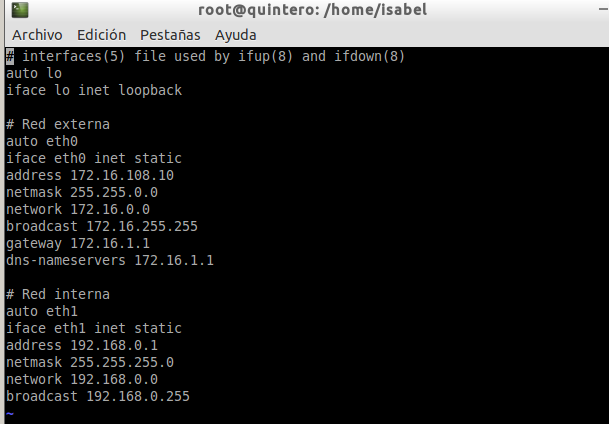 root@quintero: /home/isabel
Archivo Edición Pestañas Ayuda
# interfaces(5) file used by ifup(8) and ifdown(8)
auto lo
iface lo inet loopback
# Red externa
auto eth0
iface eth0 inet static
address 172.16.108.10
netmask 255.255.0.0
network 172.16.0.0
broadcast 172.16.255.255
gateway 172.16.1.1
dns-nameservers 172.16.1.1
# Red interna
auto eth1
iface eth1 inet static
address 192.168.0.1
netmask 255.255.255.0
network 192.168.0.0
broadcast 192.168.0.255
~